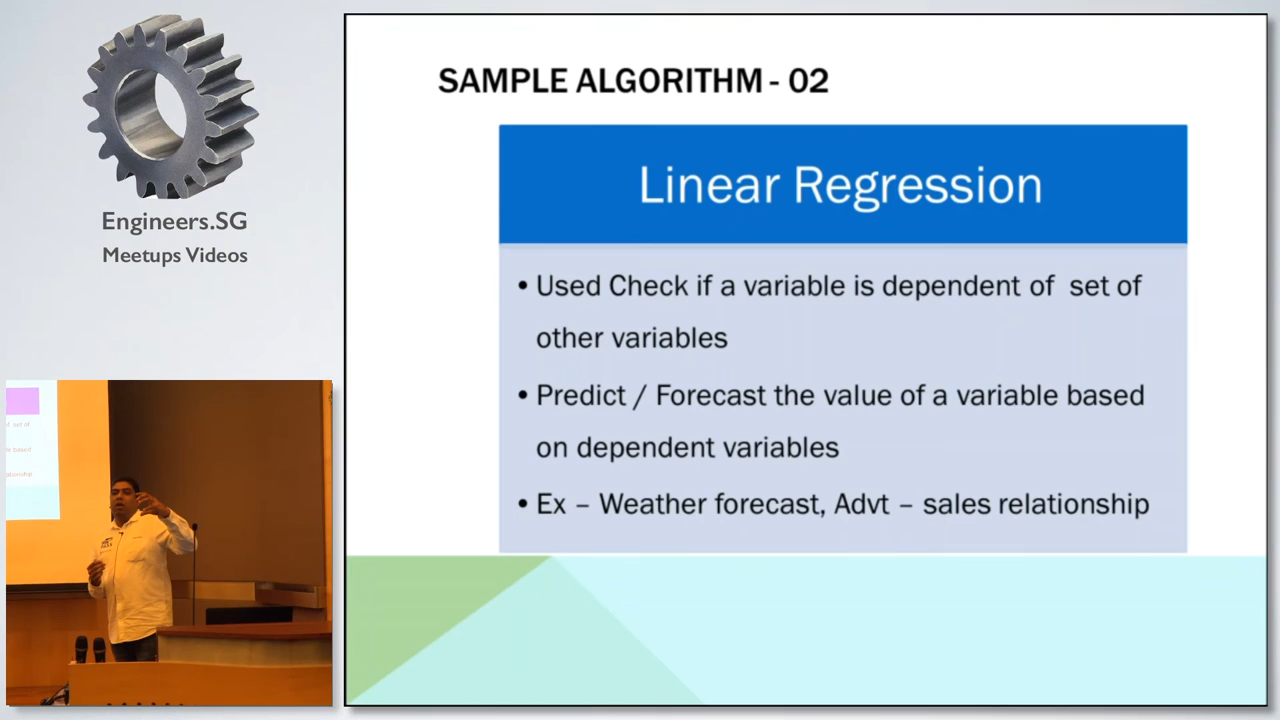 Engineers.SG
Meetups Videos
SAMPLE ALGORITHM - 02
Linear Regression
• Used Check if a variable is dependent of set of
other variables
• Predict / Forecast the value of a variable based
on dependent variables
• Ex – Weather forecast, Advt – sales relationship